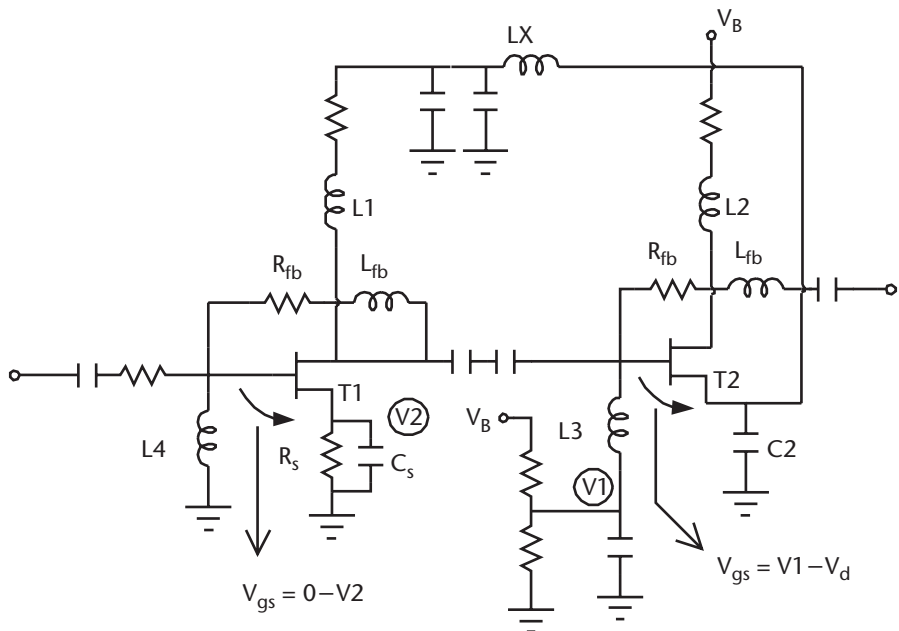 LX
V_B
L1
L2
R_fb
L_fb
R_fb
L_fb
T1
T2
V2
V_B
L3
L4
R_s
C_s
C2
V1
V_gs = 0−V2
V_gs = V1−V_d